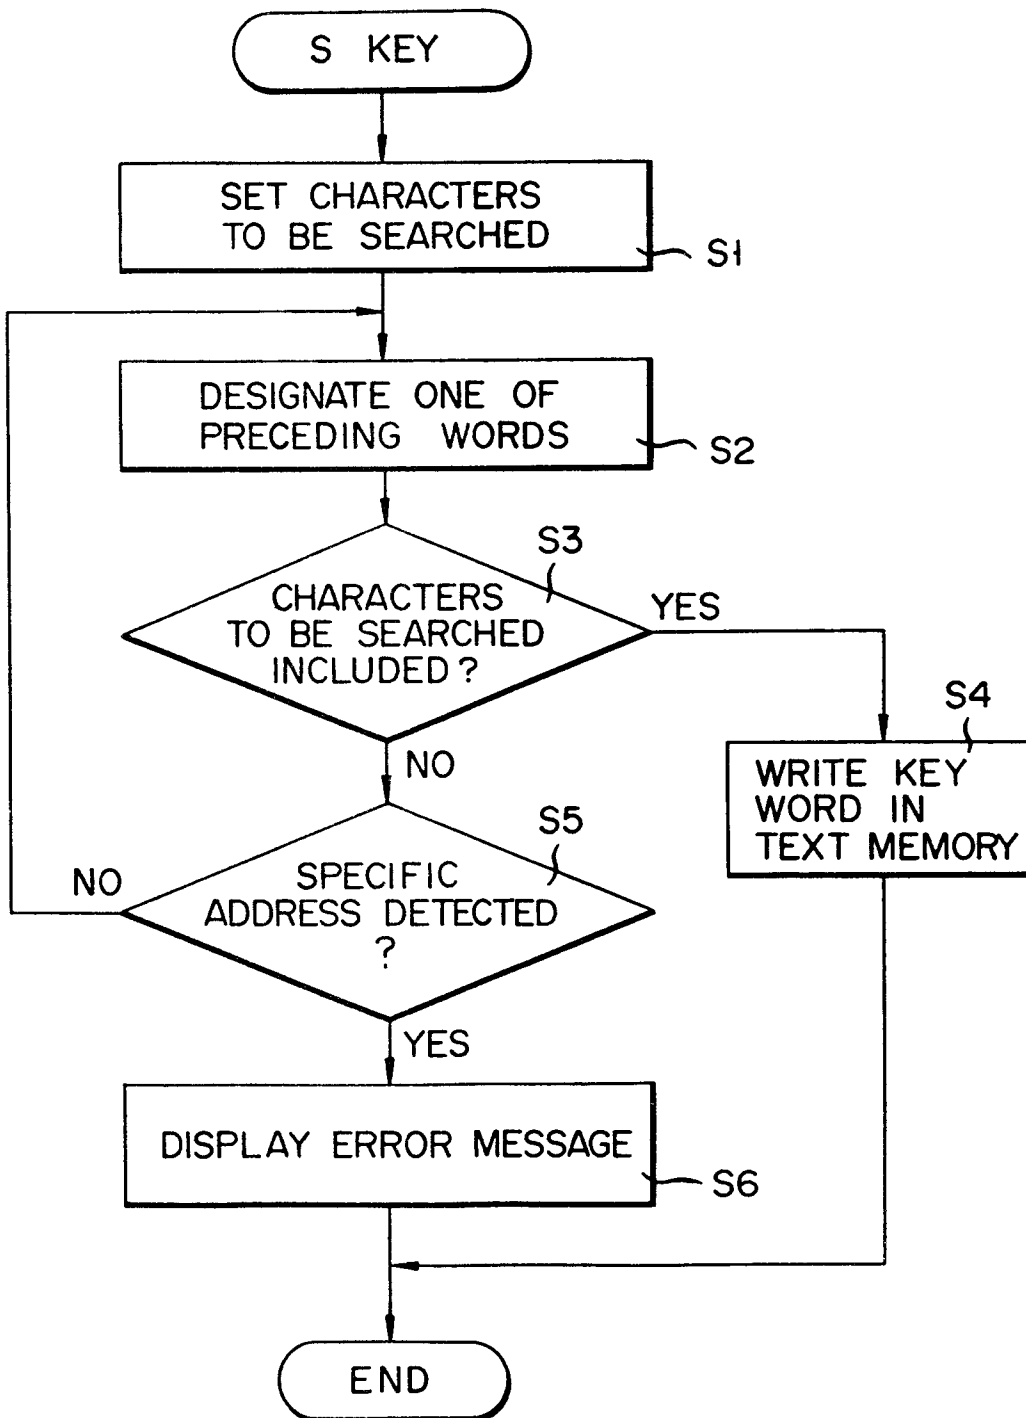 S KEY
SET CHARACTERS
TO BE SEARCHED
S1
DESIGNATE ONE OF
PRECEDING WORDS
S2
S3
CHARACTERS
TO BE SEARCHED
INCLUDED?
YES
NO
S4
WRITE KEY
WORD IN
TEXT MEMORY
S5
SPECIFIC
ADDRESS DETECTED
?
NO
YES
DISPLAY ERROR MESSAGE
S6
END